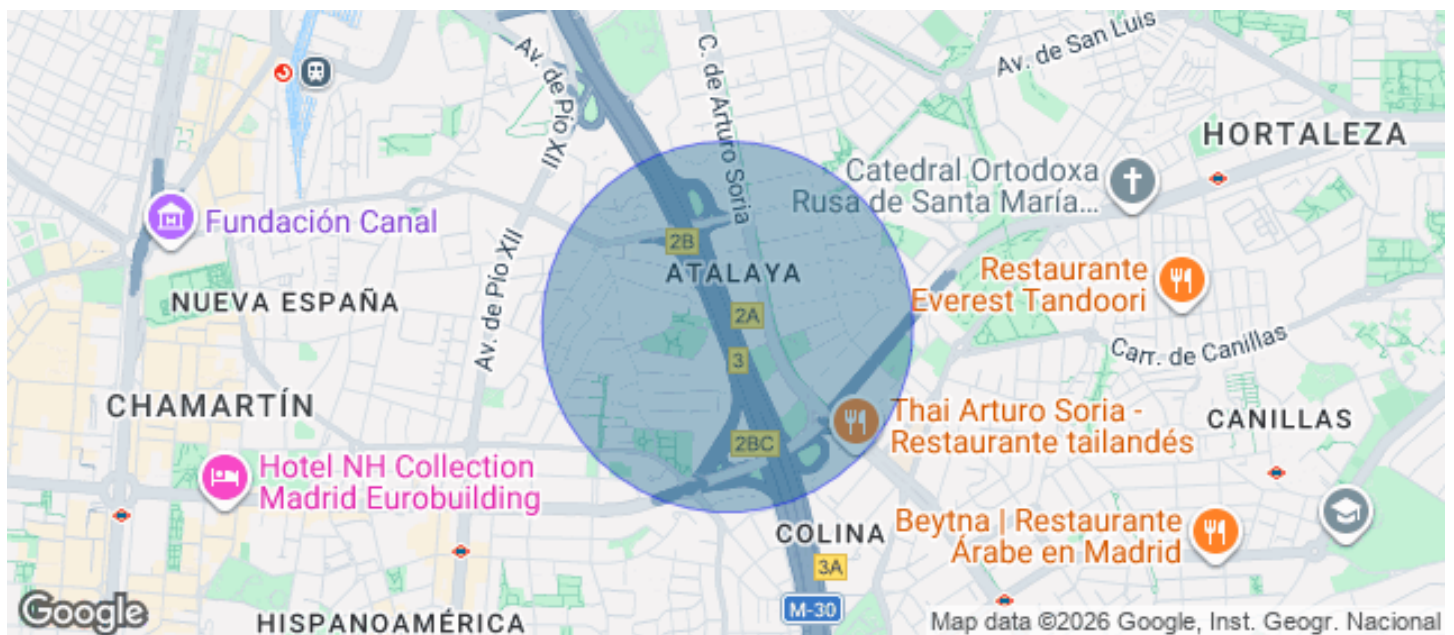 Av. de Pío XII
C. de Arturo Soria
Av. de San Luis
HORTALEZA
Catedral Ortodoxa
Rusa de Santa María...
Fundación Canal
2B
ATALAYA
Restaurante
Everest Tandoori
NUEVA ESPAÑA
Av. de Pío XII
2A
3
Carr. de Canillas
CHAMARTÍN
Thai Arturo Soria -
Restaurante tailandés
CANILLAS
2BC
Hotel NH Collection
Madrid Eurobuilding
COLINA
Beytna | Restaurante
Árabe en Madrid
3A
M-30
Google
HISPANOAMÉRICA
Map data ©2026 Google, Inst. Geogr. Nacional